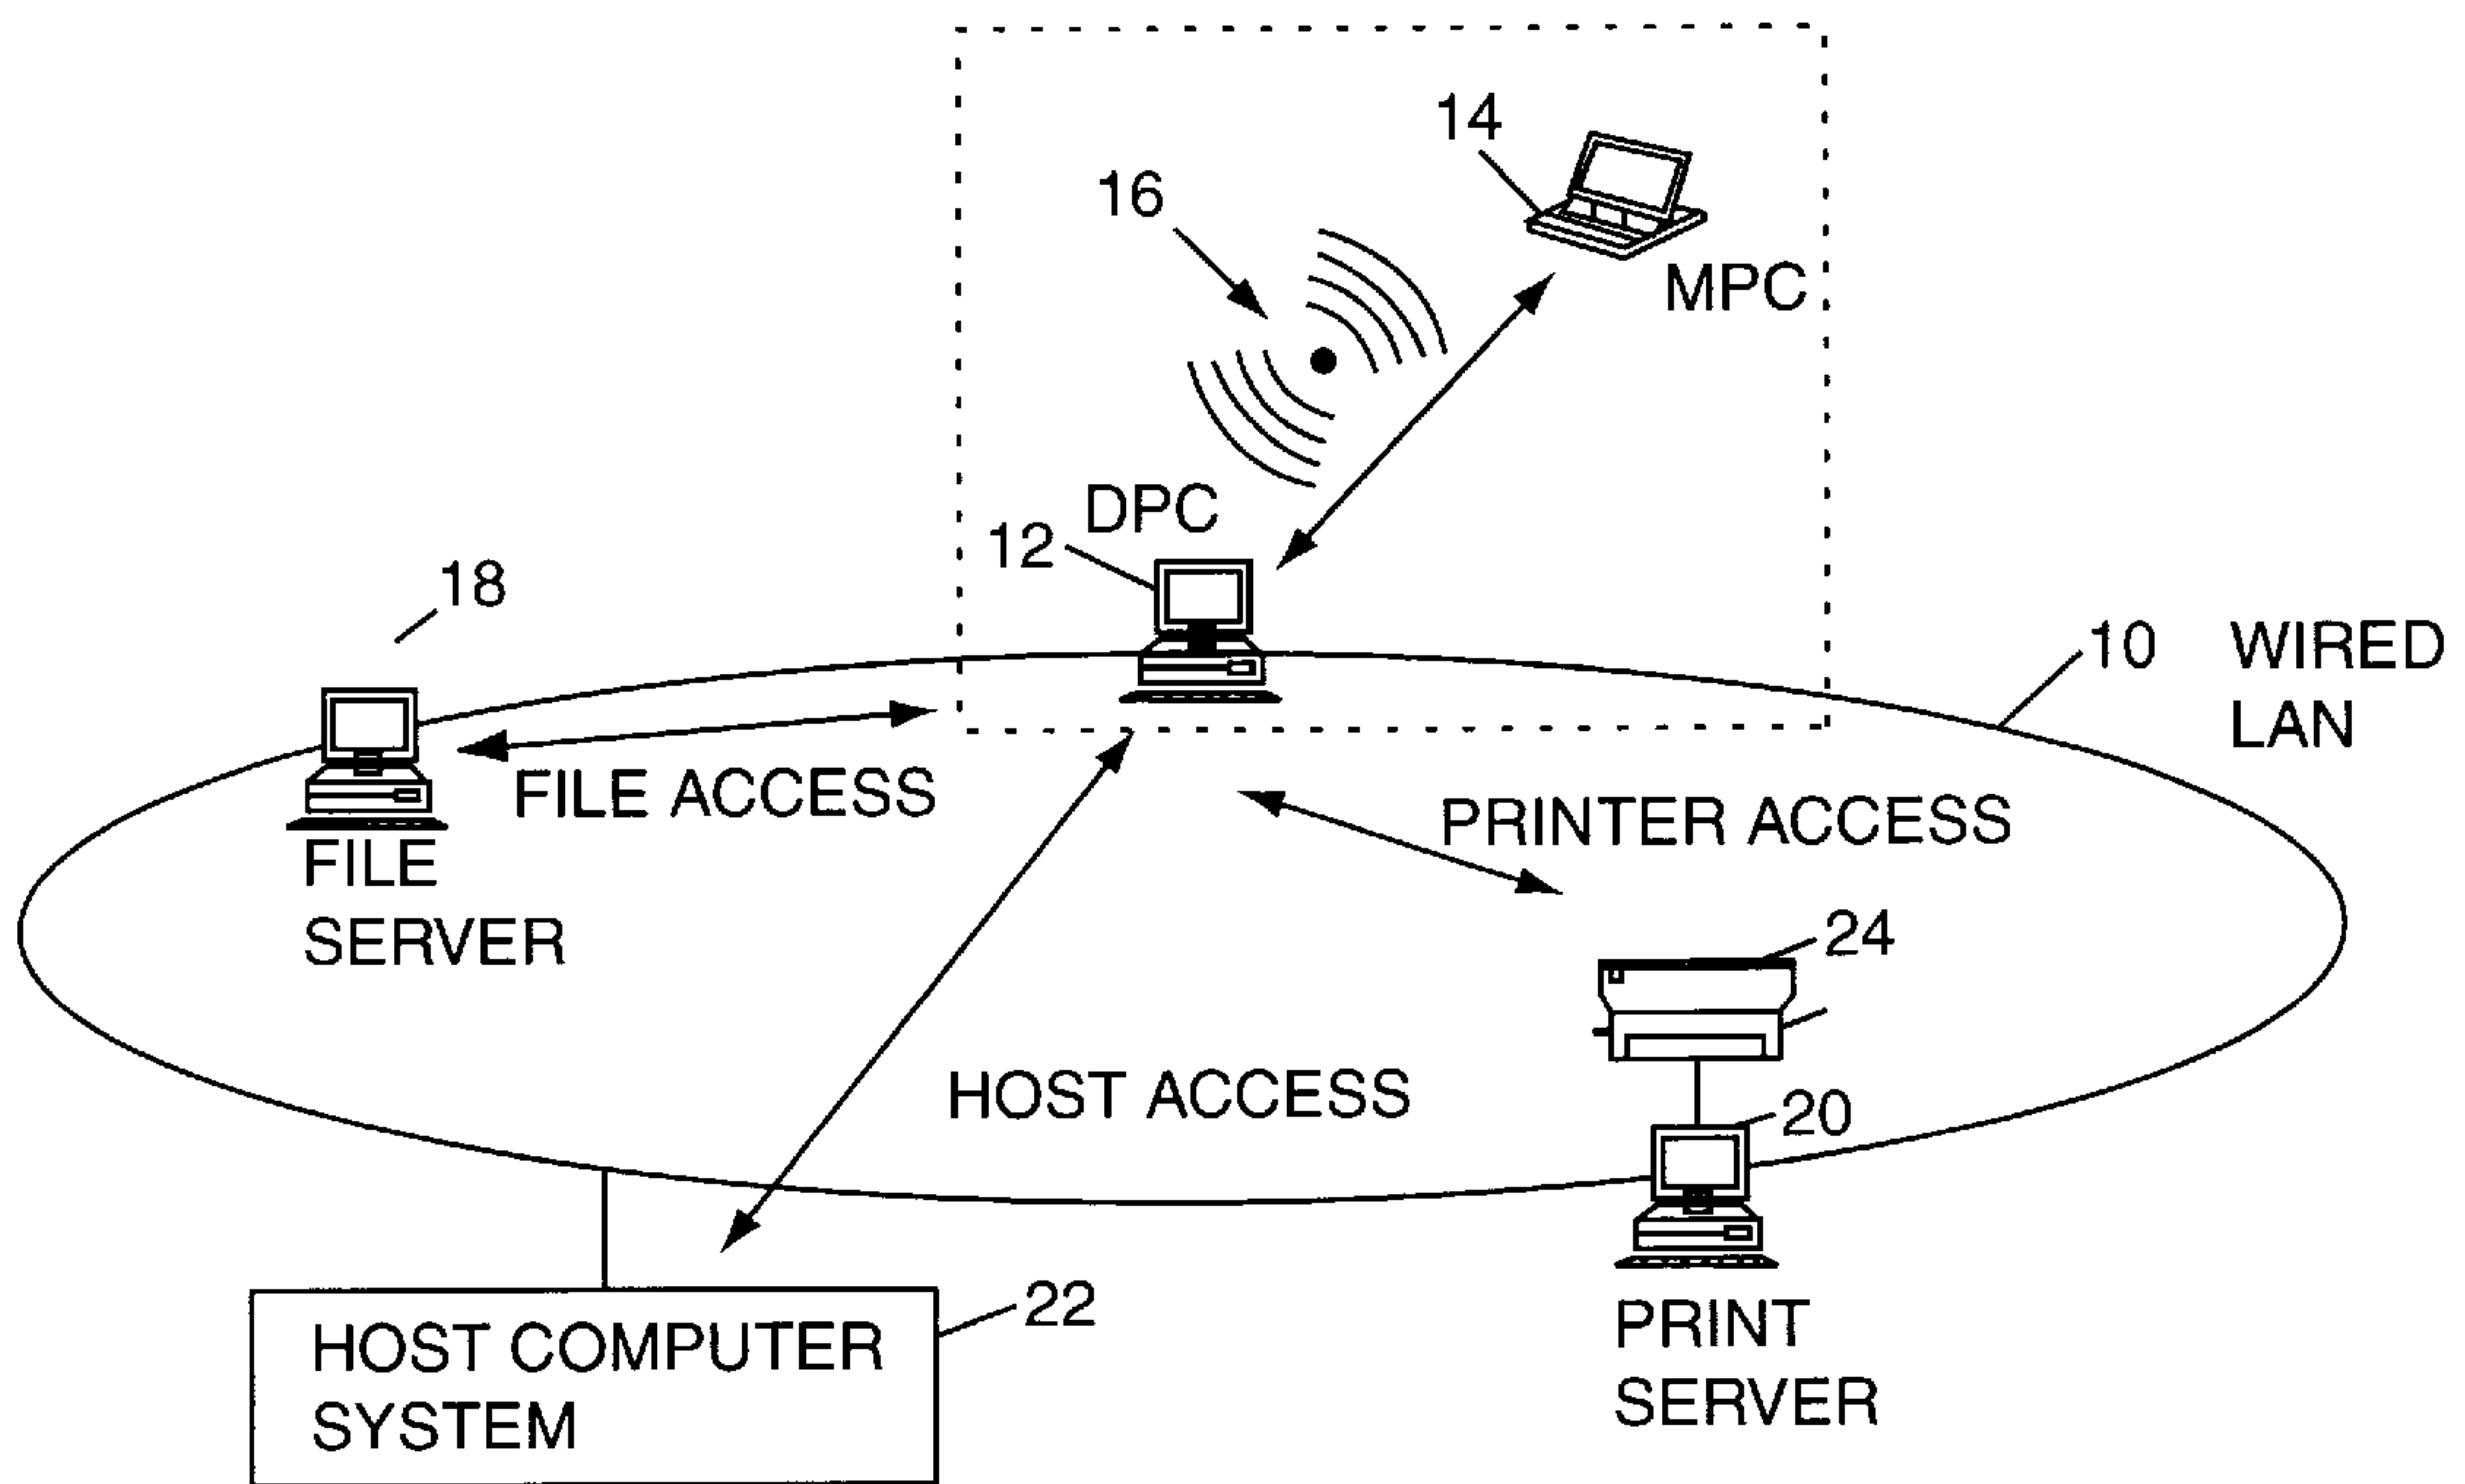 14
16
MPC
DPC
12
18
10 WIRED
LAN
FILE ACCESS
PRINTER ACCESS
FILE
SERVER
24
HOST ACCESS
20
22
HOST COMPUTER
SYSTEM
PRINT
SERVER